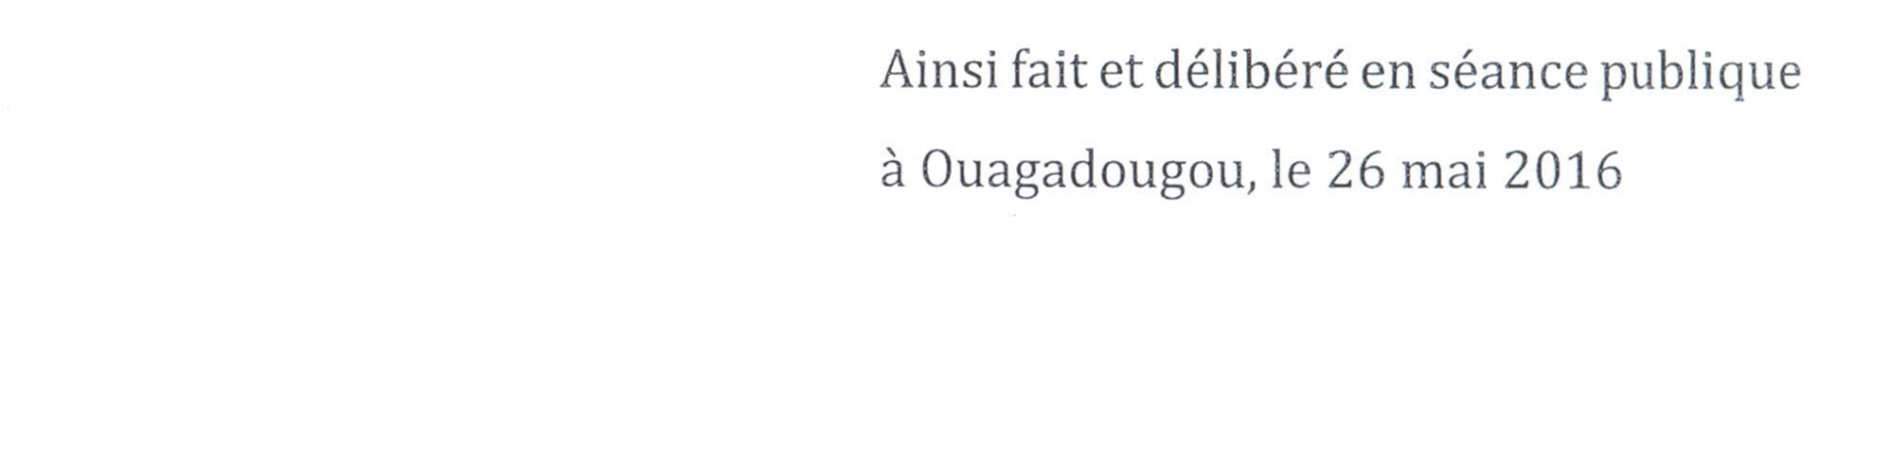 Ainsi fait et délibéré en séance publique
à Ouagadougou, le 26 mai 2016